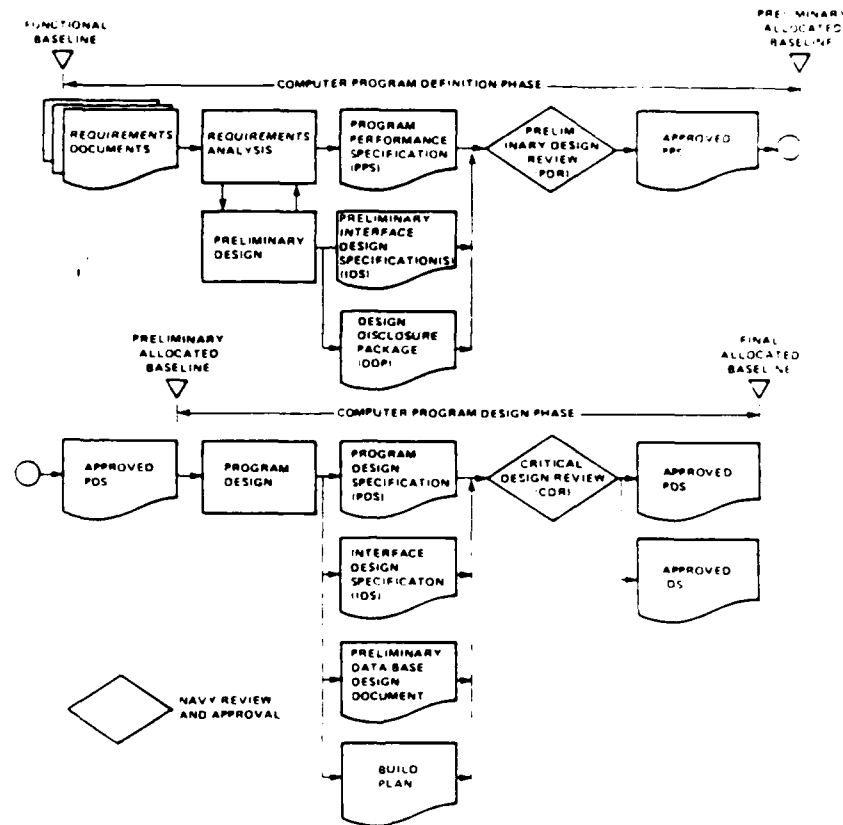 FUNCTIONAL
BASELINE
PRELIMINARY
ALLOCATED
BASELINE
COMPUTER PROGRAM DEFINITION PHASE
REQUIREMENTS
DOCUMENTS
REQUIREMENTS
ANALYSIS
PROGRAM
PERFORMANCE
SPECIFICATION
(PPS)
PRELIM
INARY DESIGN
REVIEW
(PDR)
APPROVED
PPS
PRELIMINARY
DESIGN
PRELIMINARY
INTERFACE
DESIGN
SPECIFICATION(S)
(IDS)
DESIGN
DISCLOSURE
PACKAGE
(DDP)
PRELIMINARY
ALLOCATED
BASELINE
FINAL
ALLOCATED
BASELINE
COMPUTER PROGRAM DESIGN PHASE
APPROVED
PDS
PROGRAM
DESIGN
PROGRAM
DESIGN
SPECIFICATION
(PDS)
CRITICAL
DESIGN REVIEW
(CDR)
APPROVED
PDS
INTERFACE
DESIGN
SPECIFICATON
(IDS)
APPROVED
IDS
PRELIMINARY
DATA BASE
DESIGN
DOCUMENT
NAVY REVIEW
AND APPROVAL
BUILD
PLAN